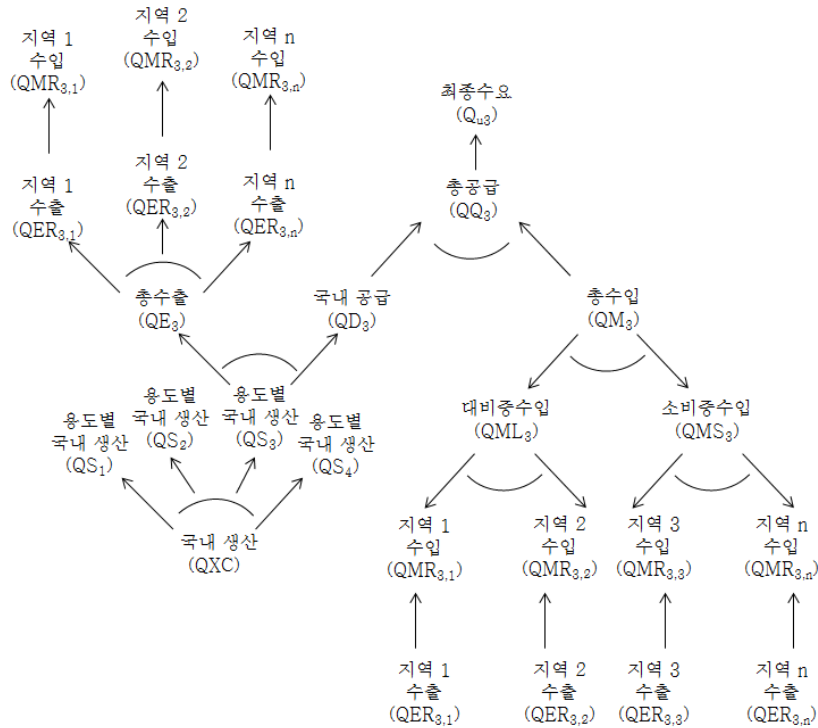 지역 1
수입
(QMR3,1)
지역 2
수입
(QMR3,2)
지역 n
수입
(QMR3,n)
지역 1
수출
(QER3,1)
지역 2
수출
(QER3,2)
지역 n
수출
(QER3,n)
최종수요
(Qu3)
총공급
(QQ3)
총수출
(QE3)
국내 공급
(QD3)
총수입
(QM3)
용도별
국내 생산
(QS1)
용도별
국내 생산
(QS2)
용도별
국내 생산
(QS3)
용도별
국내 생산
(QS4)
국내 생산
(QXC)
대비중수입
(QML3)
소비중수입
(QMS3)
지역 1
수입
(QMR3,1)
지역 2
수입
(QMR3,2)
지역 3
수입
(QMR3,3)
지역 n
수입
(QMR3,n)
지역 1
수출
(QER3,1)
지역 2
수출
(QER3,2)
지역 3
수출
(QER3,3)
지역 n
수출
(QER3,n)